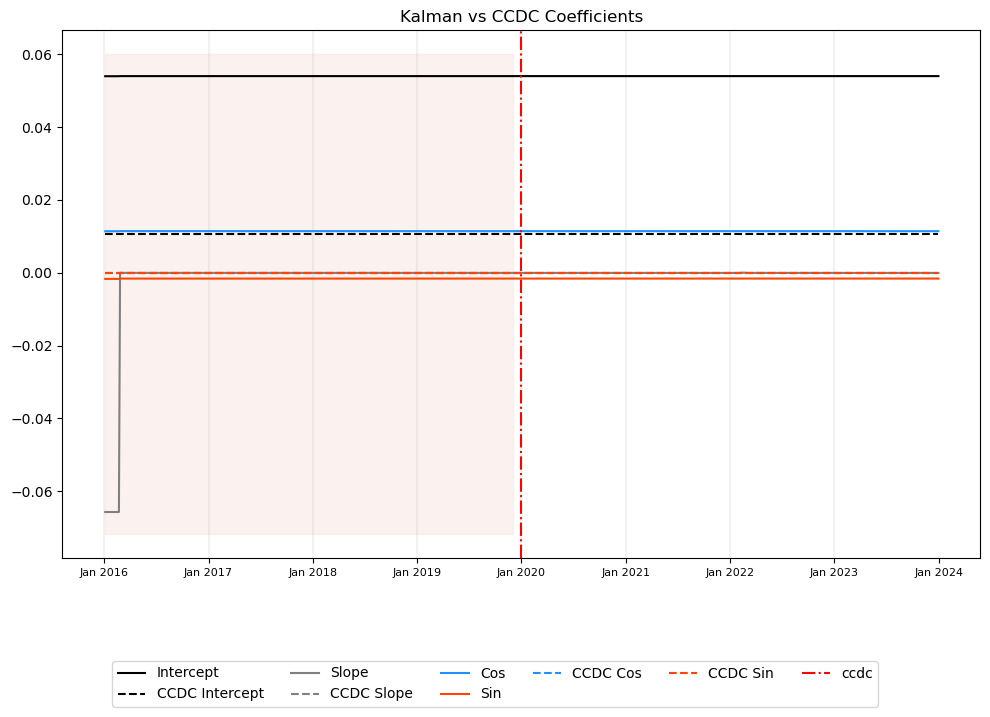 Kalman vs CCDC Coefficients
0.06
0.04
0.02
0.00
−0.02
−0.04
−0.06
Jan 2016 Jan 2017 Jan 2018 Jan 2019 Jan 2020 Jan 2021 Jan 2022 Jan 2023 Jan 2024
Intercept Slope Cos CCDC Cos CCDC Sin ccdc
CCDC Intercept CCDC Slope Sin